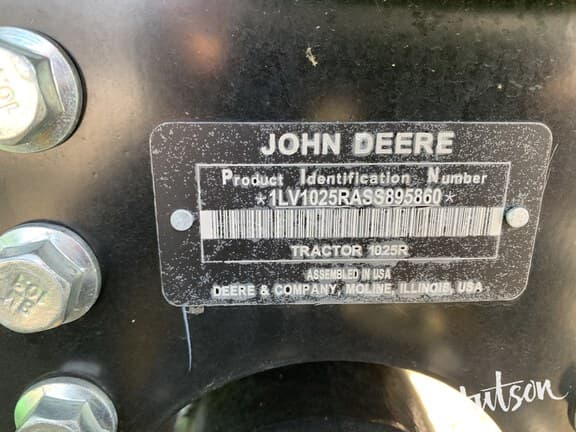 JOHN DEERE
Product Identification Number
*1LV1025RASS895860*
TRACTOR 1025R
ASSEMBLED IN USA
DEERE & COMPANY, MOLINE, ILLINOIS, USA